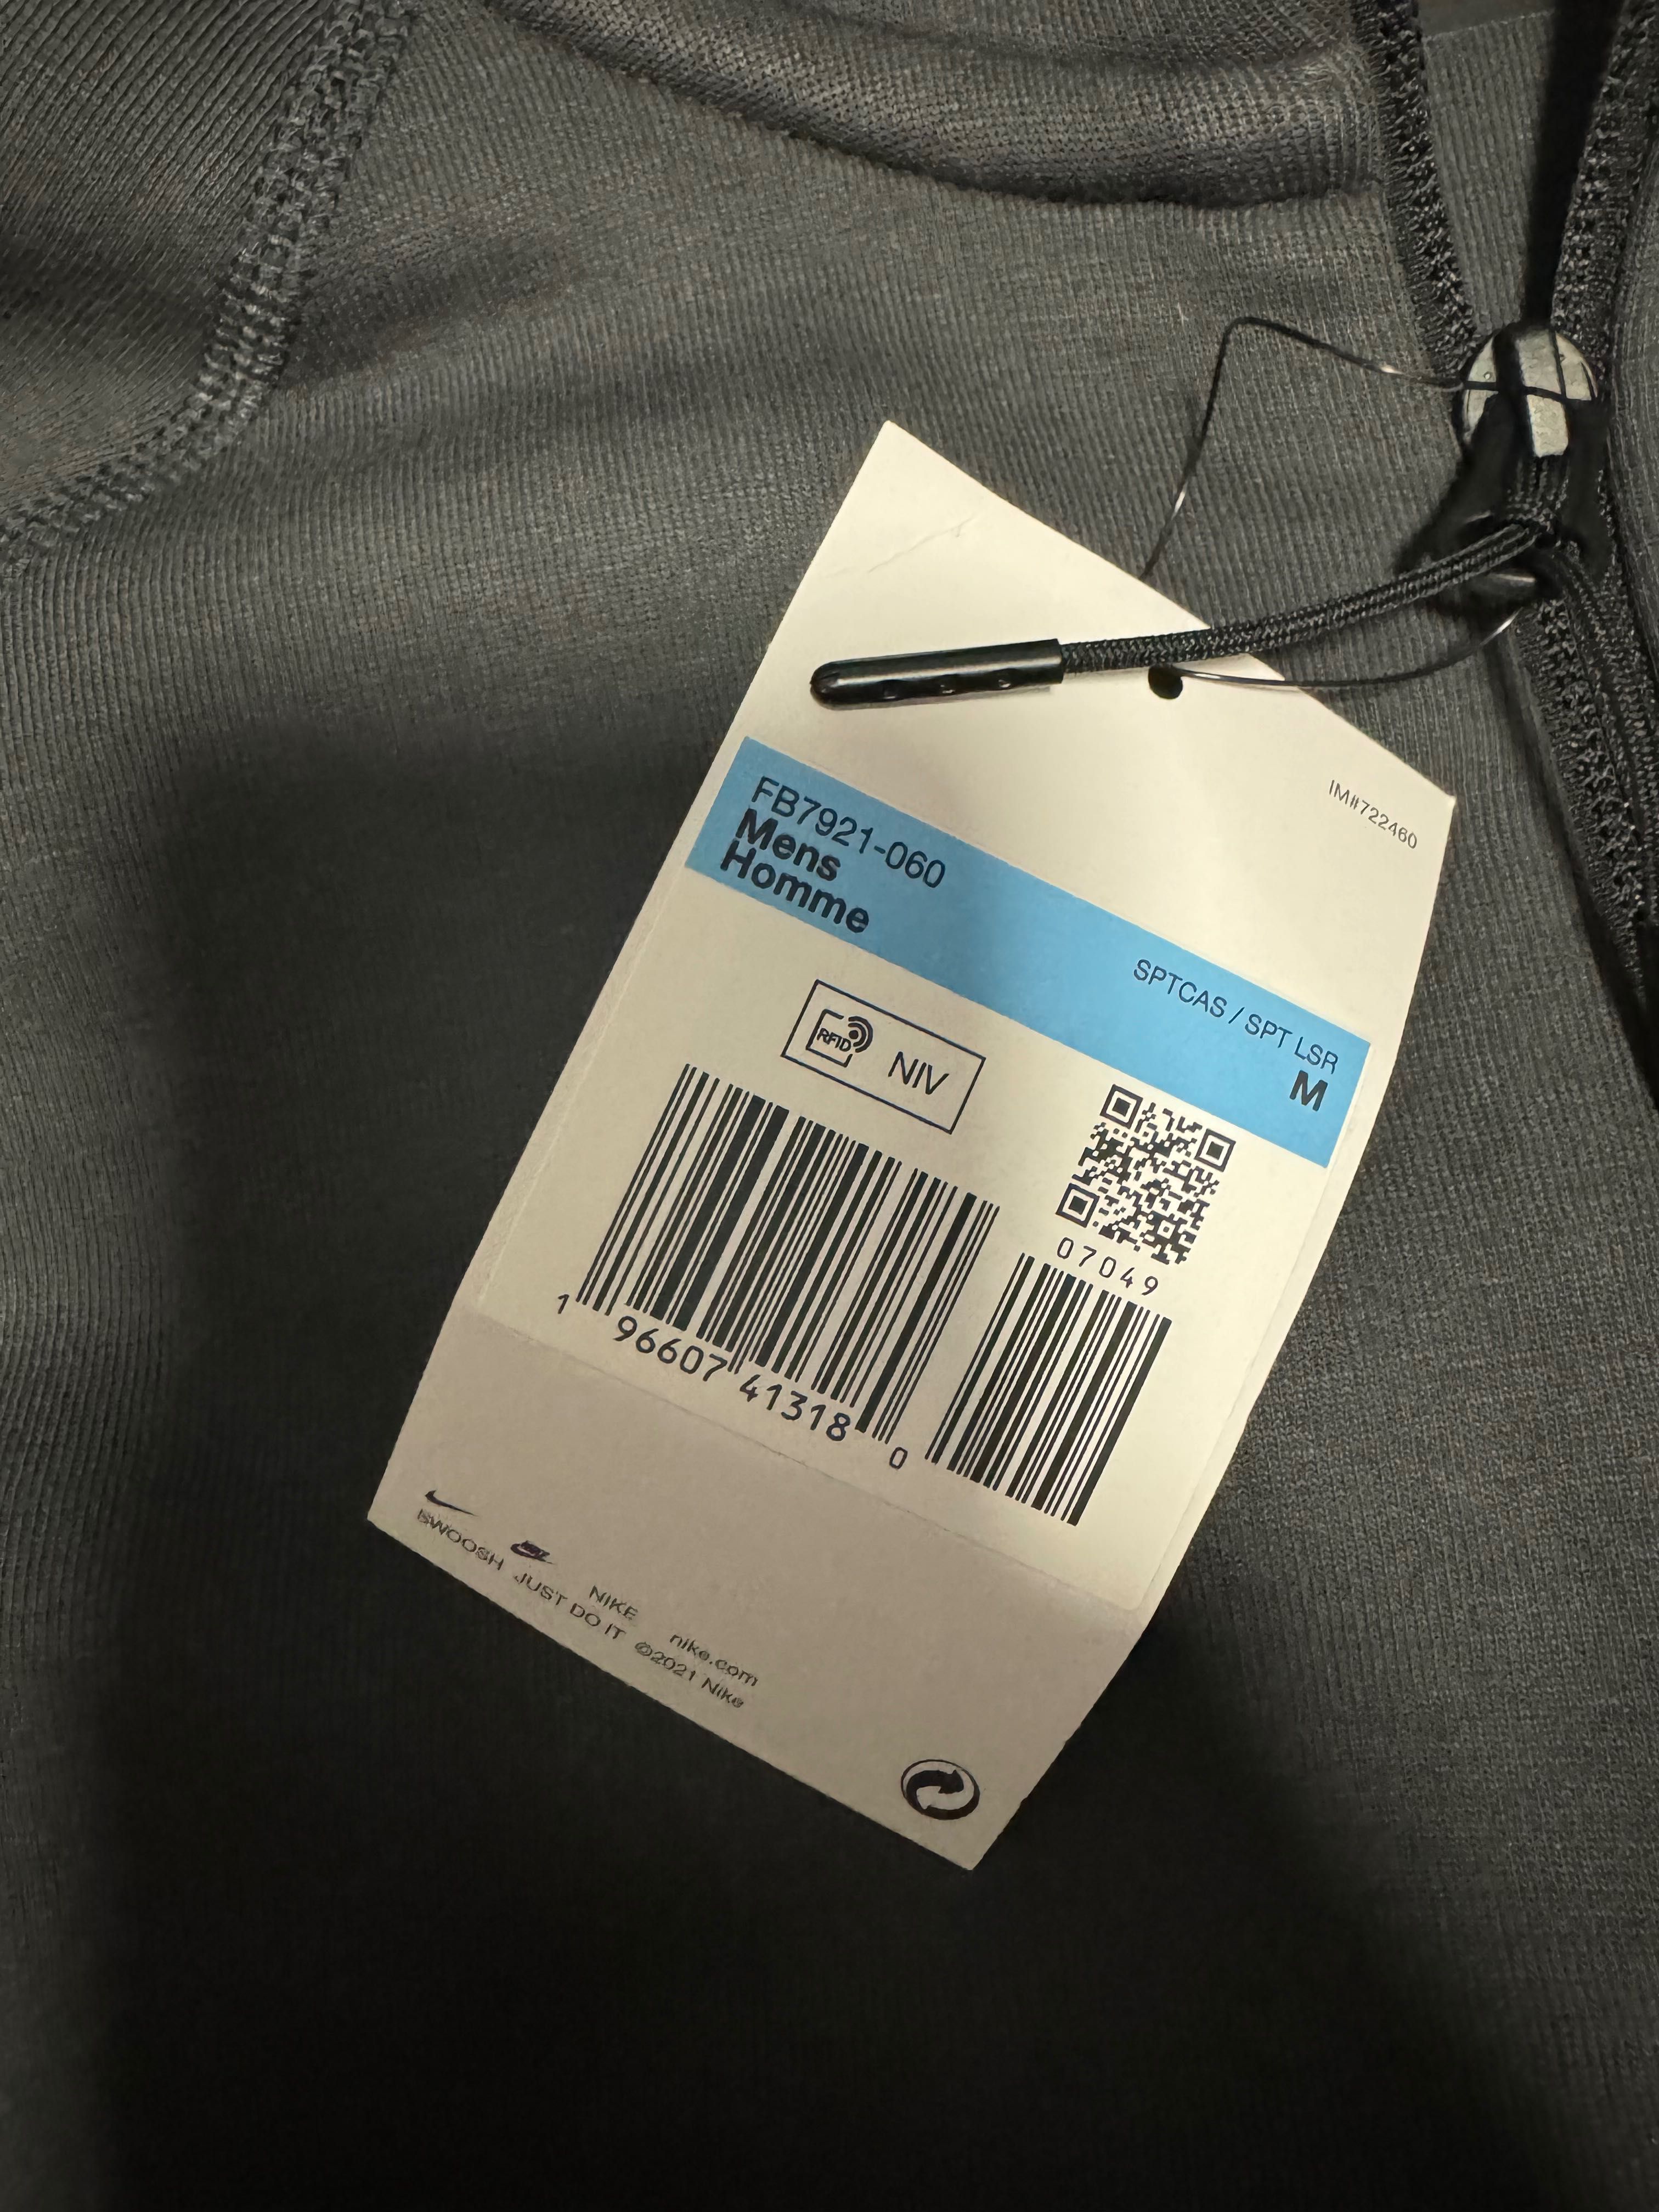 IM#722460
FB7921-060
Mens
Homme
SPTCAS / SPT LSR
M
RFID NIV
07049
1 96607 41318 0
NIKE nike.com
SWOOSH JUST DO IT ©2021 Nike